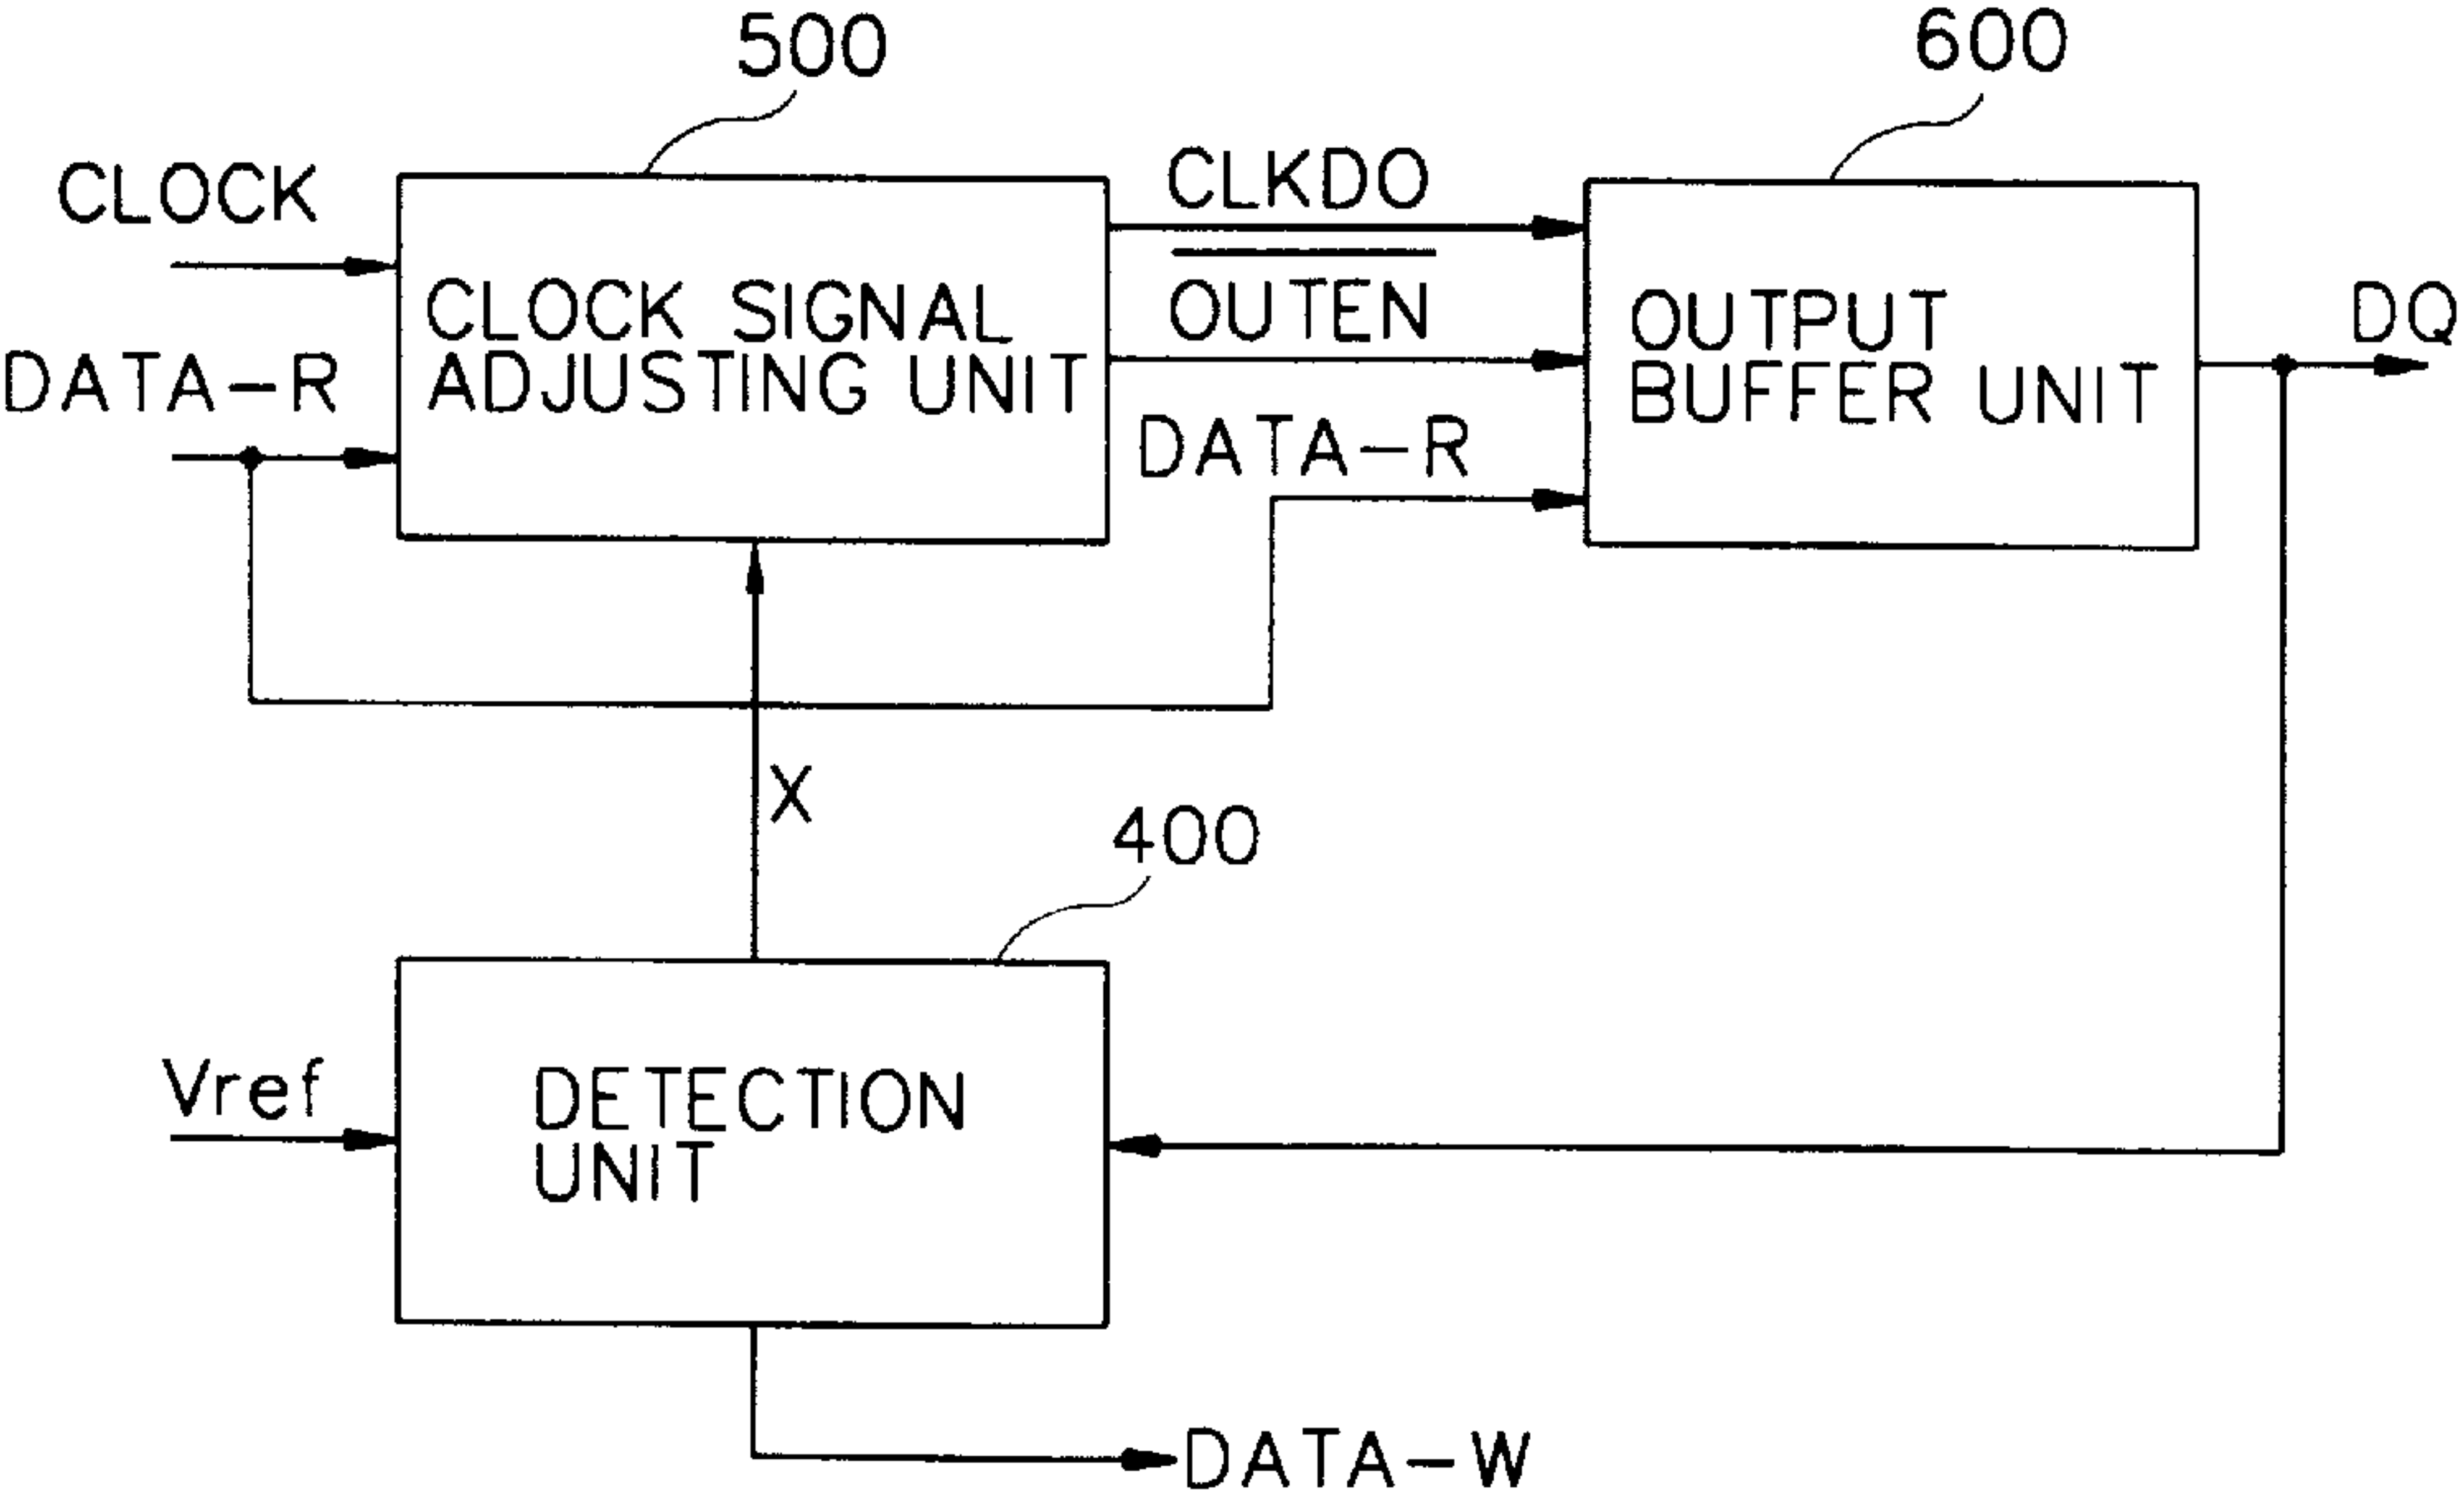 500
600
CLOCK
CLKDO
CLOCK SIGNAL
ADJUSTING UNIT
OUTEN
OUTPUT
BUFFER UNIT
DQ
DATA-R
DATA-R
X
400
Vref
DETECTION
UNIT
DATA-W